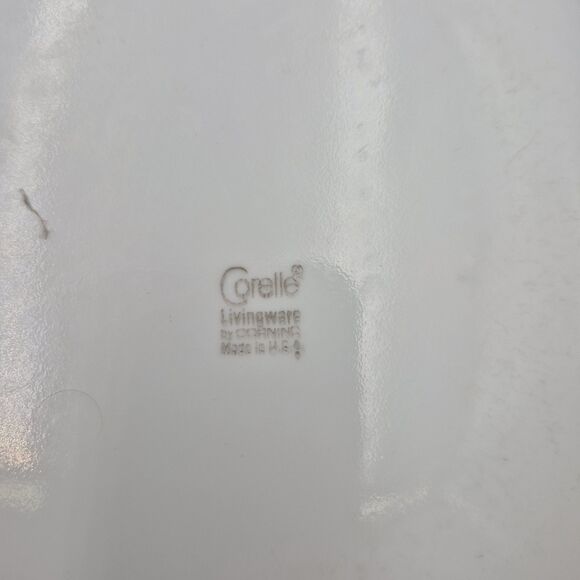 Corelle®
Livingware
by CORNING
Made in U.S.A.